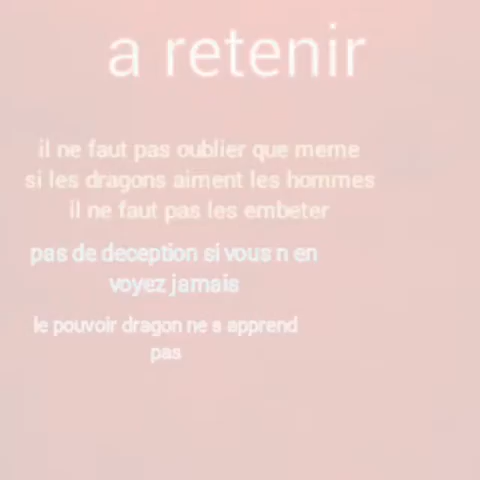 a retenir
il ne faut pas oublier que meme
si les dragons aiment les hommes
il ne faut pas les embeter
pas de deception si vous n en
voyez jamais
le pouvoir dragon ne a apprend
pas